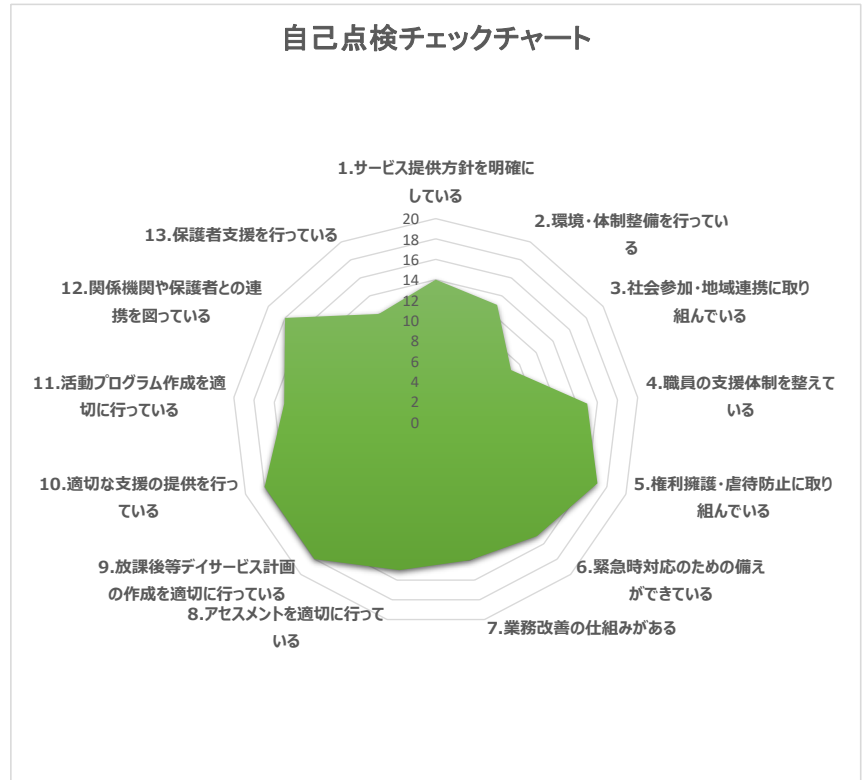 自己点検チェックチャート
1.サービス提供方針を明確に
している
2.環境・体制整備を行ってい
る
3.社会参加・地域連携に取り
組んでいる
4.職員の支援体制を整えて
いる
5.権利擁護・虐待防止に取り
組んでいる
6.緊急時対応のための備え
ができている
7.業務改善の仕組みがある
8.アセスメントを適切に行って
いる
9.放課後等デイサービス計画
の作成を適切に行っている
10.適切な支援の提供を行っ
ている
11.活動プログラム作成を適
切に行っている
12.関係機関や保護者との連
携を図っている
13.保護者支援を行っている
20
18
16
14
12
10
8
6
4
2
0